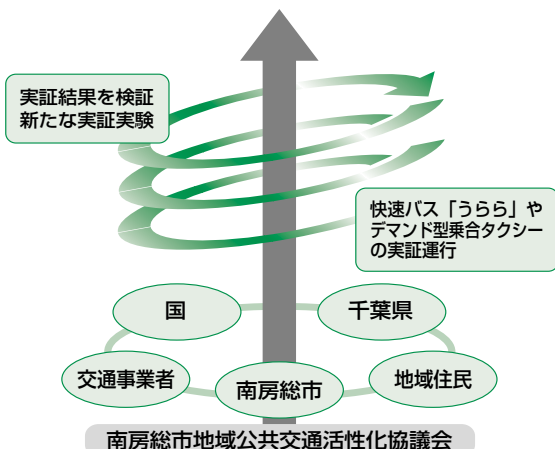 実証結果を検証
新たな実証実験
快速バス「うらら」や
デマンド型乗合タクシー
の実証運行
国
千葉県
交通事業者
南房総市
地域住民
南房総市地域公共交通活性化協議会